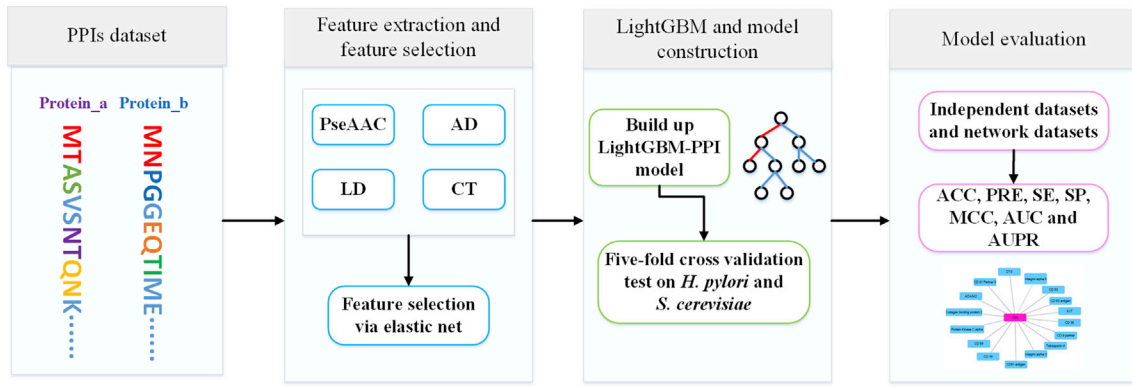 PPIs dataset
Protein_a Protein_b
MTASVSNTQNK......
MNPGGEQTIME......
Feature extraction and
feature selection
PseAAC
AD
LD
CT
Feature selection
via elastic net
LightGBM and model
construction
Build up
LightGBM-PPI
model
Five-fold cross validation
test on H. pylori and
S. cerevisiae
Model evaluation
Independent datasets
and network datasets
ACC, PRE, SE, SP,
MCC, AUC and
AUPR